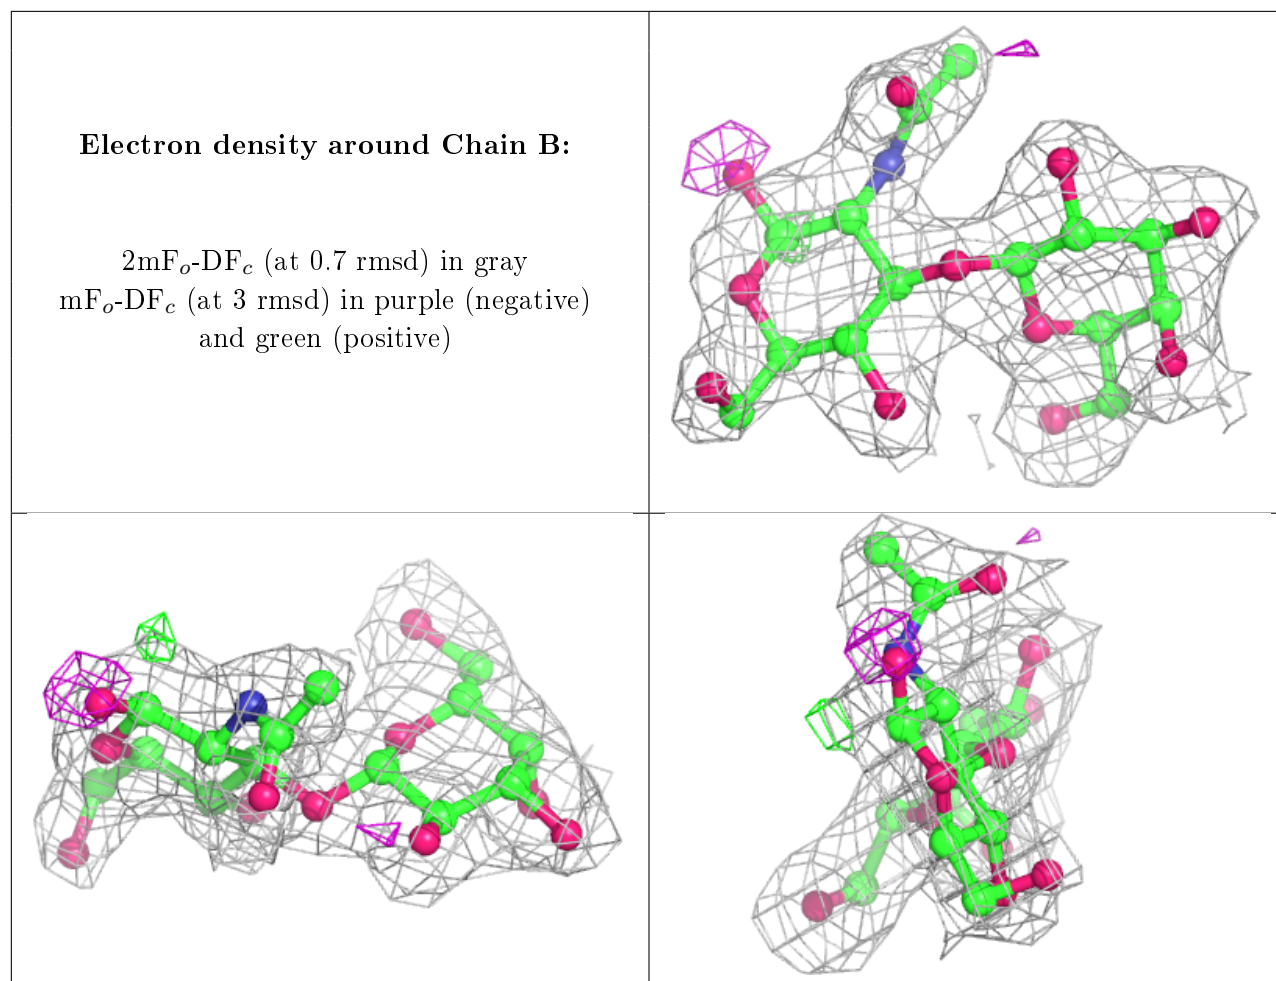 Electron density around Chain B:
2mFo-DFc (at 0.7 rmsd) in gray
mFo-DFc (at 3 rmsd) in purple (negative)
and green (positive)